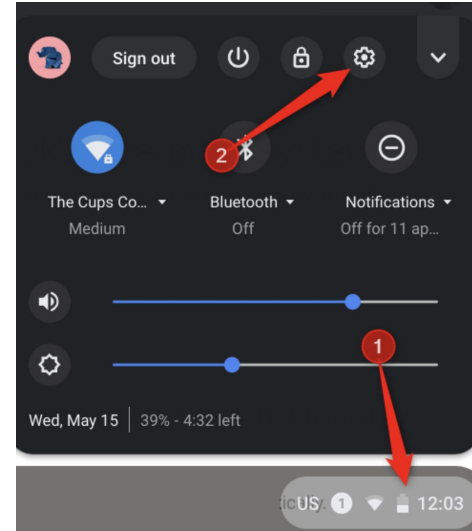 Sign out
2
The Cups Co...
Bluetooth
Notifications
Medium
Off
Off for 11 ap...
1
Wed, May 15 39% - 4:32 left
US 1 12:03